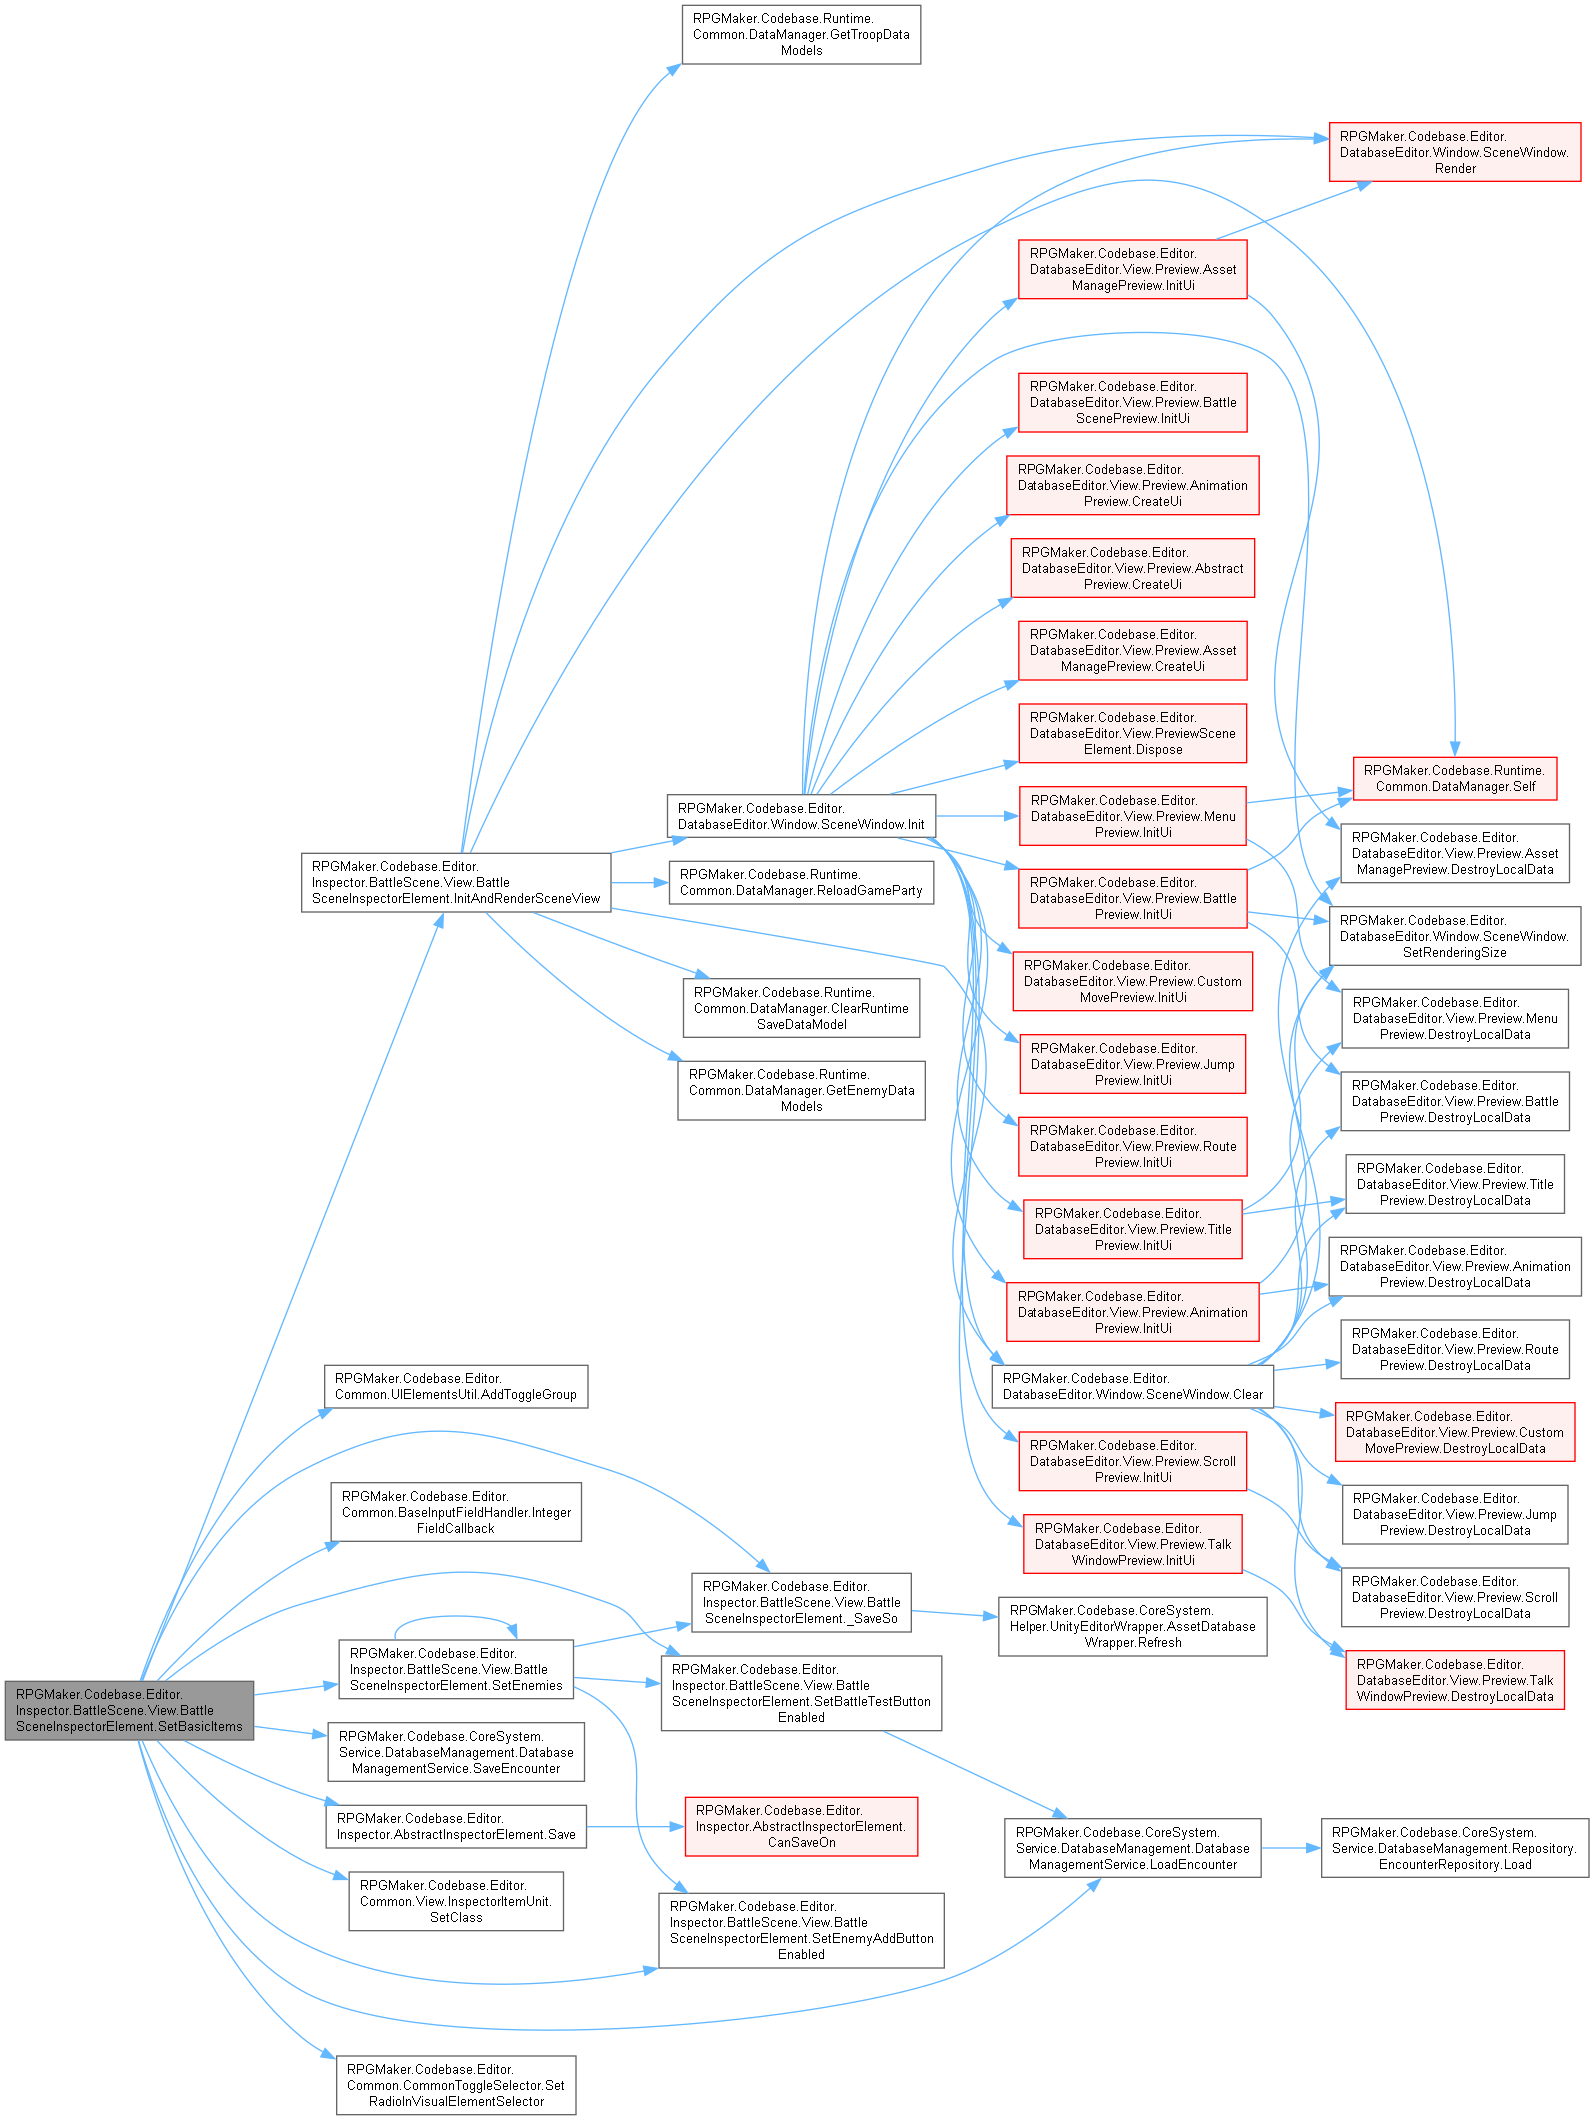 RPGMaker.Codebase.Runtime.
Common.DataManager.GetTroopData
Models
RPGMaker.Codebase.Editor.
DatabaseEditor.Window.SceneWindow.
Render
RPGMaker.Codebase.Editor.
DatabaseEditor.View.Preview.Asset
ManagePreview.InitUi
RPGMaker.Codebase.Editor.
DatabaseEditor.View.Preview.Battle
ScenePreview.InitUi
RPGMaker.Codebase.Editor.
DatabaseEditor.View.Preview.Animation
Preview.CreateUi
RPGMaker.Codebase.Editor.
DatabaseEditor.View.Preview.Abstract
Preview.CreateUi
RPGMaker.Codebase.Editor.
DatabaseEditor.View.Preview.Asset
ManagePreview.CreateUi
RPGMaker.Codebase.Editor.
DatabaseEditor.View.PreviewScene
Element.Dispose
RPGMaker.Codebase.Runtime.
Common.DataManager.Self
RPGMaker.Codebase.Editor.
DatabaseEditor.Window.SceneWindow.Init
RPGMaker.Codebase.Editor.
DatabaseEditor.View.Preview.Menu
Preview.InitUi
RPGMaker.Codebase.Editor.
DatabaseEditor.View.Preview.Asset
ManagePreview.DestroyLocalData
RPGMaker.Codebase.Editor.
Inspector.BattleScene.View.Battle
SceneInspectorElement.InitAndRenderSceneView
RPGMaker.Codebase.Runtime.
Common.DataManager.ReloadGameParty
RPGMaker.Codebase.Editor.
DatabaseEditor.View.Preview.Battle
Preview.InitUi
RPGMaker.Codebase.Editor.
DatabaseEditor.Window.SceneWindow.
SetRenderingSize
RPGMaker.Codebase.Editor.
DatabaseEditor.View.Preview.Custom
MovePreview.InitUi
RPGMaker.Codebase.Runtime.
Common.DataManager.ClearRuntime
SaveDataModel
RPGMaker.Codebase.Editor.
DatabaseEditor.View.Preview.Menu
Preview.DestroyLocalData
RPGMaker.Codebase.Editor.
DatabaseEditor.View.Preview.Jump
Preview.InitUi
RPGMaker.Codebase.Runtime.
Common.DataManager.GetEnemyData
Models
RPGMaker.Codebase.Editor.
DatabaseEditor.View.Preview.Battle
Preview.DestroyLocalData
RPGMaker.Codebase.Editor.
DatabaseEditor.View.Preview.Route
Preview.InitUi
RPGMaker.Codebase.Editor.
DatabaseEditor.View.Preview.Title
Preview.DestroyLocalData
RPGMaker.Codebase.Editor.
DatabaseEditor.View.Preview.Title
Preview.InitUi
RPGMaker.Codebase.Editor.
DatabaseEditor.View.Preview.Animation
Preview.DestroyLocalData
RPGMaker.Codebase.Editor.
DatabaseEditor.View.Preview.Animation
Preview.InitUi
RPGMaker.Codebase.Editor.
DatabaseEditor.View.Preview.Route
Preview.DestroyLocalData
RPGMaker.Codebase.Editor.
Common.UIElementsUtil.AddToggleGroup
RPGMaker.Codebase.Editor.
DatabaseEditor.Window.SceneWindow.Clear
RPGMaker.Codebase.Editor.
DatabaseEditor.View.Preview.Custom
MovePreview.DestroyLocalData
RPGMaker.Codebase.Editor.
DatabaseEditor.View.Preview.Scroll
Preview.InitUi
RPGMaker.Codebase.Editor.
Common.BaseInputFieldHandler.Integer
FieldCallback
RPGMaker.Codebase.Editor.
DatabaseEditor.View.Preview.Jump
Preview.DestroyLocalData
RPGMaker.Codebase.Editor.
DatabaseEditor.View.Preview.Talk
WindowPreview.InitUi
RPGMaker.Codebase.Editor.
Inspector.BattleScene.View.Battle
SceneInspectorElement._SaveSo
RPGMaker.Codebase.Editor.
DatabaseEditor.View.Preview.Scroll
Preview.DestroyLocalData
RPGMaker.Codebase.CoreSystem.
Helper.UnityEditorWrapper.AssetDatabase
Wrapper.Refresh
RPGMaker.Codebase.Editor.
Inspector.BattleScene.View.Battle
SceneInspectorElement.SetEnemies
RPGMaker.Codebase.Editor.
Inspector.BattleScene.View.Battle
SceneInspectorElement.SetBattleTestButton
Enabled
RPGMaker.Codebase.Editor.
DatabaseEditor.View.Preview.Talk
WindowPreview.DestroyLocalData
RPGMaker.Codebase.Editor.
Inspector.BattleScene.View.Battle
SceneInspectorElement.SetBasicItems
RPGMaker.Codebase.CoreSystem.
Service.DatabaseManagement.Database
ManagementService.SaveEncounter
RPGMaker.Codebase.Editor.
Inspector.AbstractInspectorElement.Save
RPGMaker.Codebase.Editor.
Inspector.AbstractInspectorElement.
CanSaveOn
RPGMaker.Codebase.CoreSystem.
Service.DatabaseManagement.Database
ManagementService.LoadEncounter
RPGMaker.Codebase.CoreSystem.
Service.DatabaseManagement.Repository.
EncounterRepository.Load
RPGMaker.Codebase.Editor.
Common.View.InspectorItemUnit.
SetClass
RPGMaker.Codebase.Editor.
Inspector.BattleScene.View.Battle
SceneInspectorElement.SetEnemyAddButton
Enabled
RPGMaker.Codebase.Editor.
Common.CommonToggleSelector.Set
RadioInVisualElementSelector